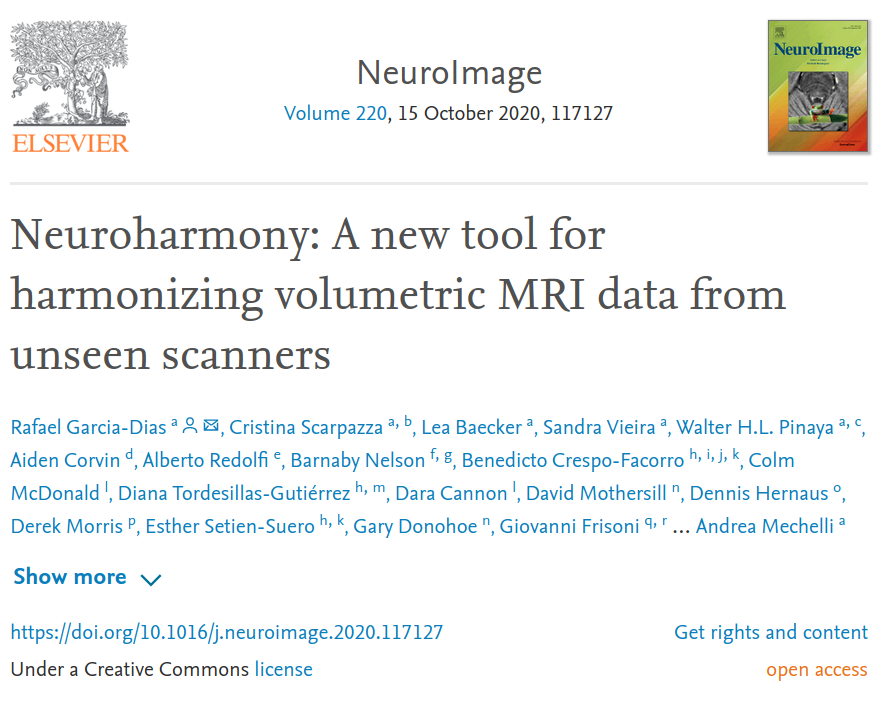 ELSEVIER
NeuroImage
Volume 220, 15 October 2020, 117127
NeuroImage
Neuroharmony: A new tool for
harmonizing volumetric MRI data from
unseen scanners
Rafael Garcia-Dias a, Cristina Scarpazza a, b, Lea Baecker a, Sandra Vieira a, Walter H.L. Pinaya a, c,
Aiden Corvin d, Alberto Redolfi e, Barnaby Nelson f, g, Benedicto Crespo-Facorro h, i, j, k, Colm
McDonald l, Diana Tordesillas-Gutiérrez h, m, Dara Cannon l, David Mothersill n, Dennis Hernaus o,
Derek Morris p, Esther Setien-Suero h, k, Gary Donohoe n, Giovanni Frisoni q, r … Andrea Mechelli a
Show more
https://doi.org/10.1016/j.neuroimage.2020.117127
Get rights and content
Under a Creative Commons license
open access